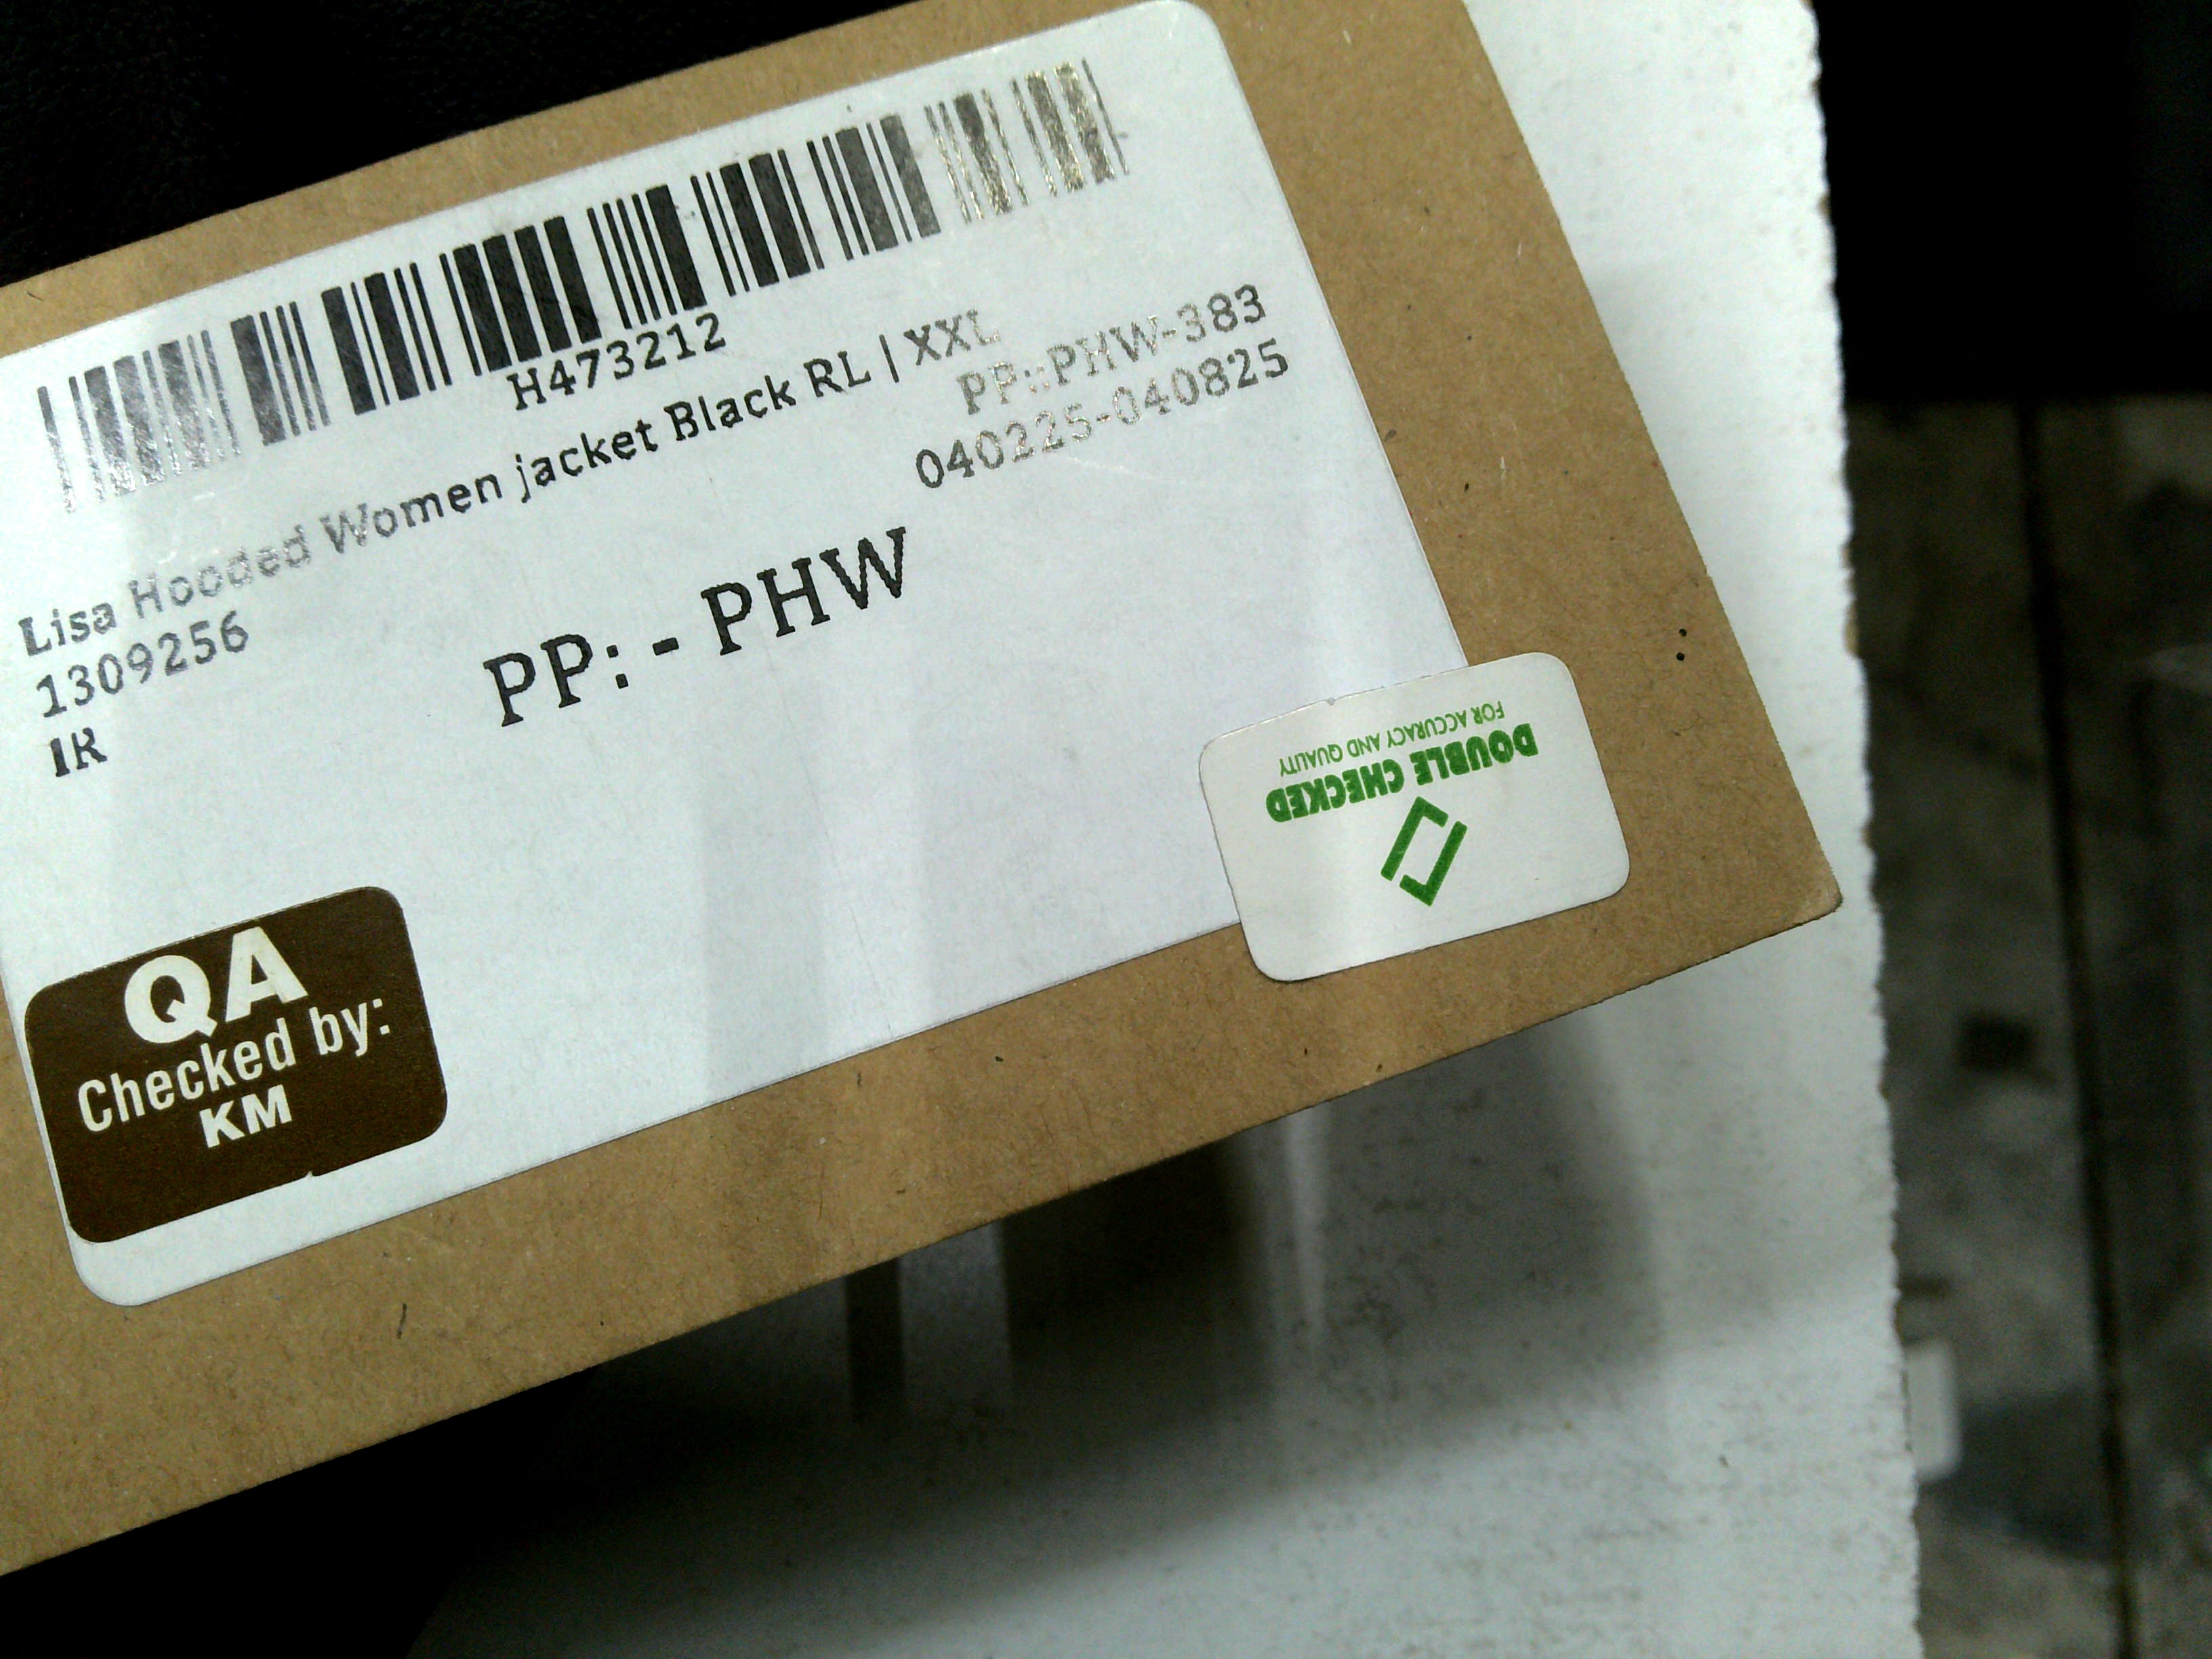 H473212
Lisa Hooded Women jacket Black RL | XXL
1309256
PP::PHW-383
IR
040225-040825
PP: - PHW
DOUBLE CHECKED
FOR ACCURACY AND QUALITY
QA
Checked by:
KM